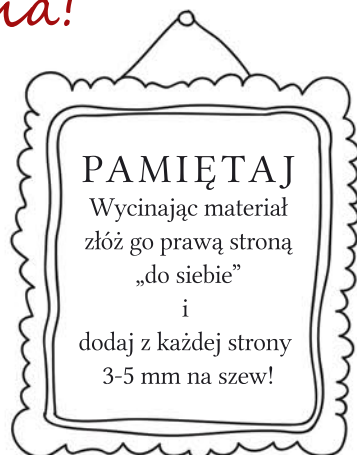 PAMIĘTAJ
Wycinając materiał
złóż go prawą stroną
„do siebie”
i
dodaj z każdej strony
3-5 mm na szew!